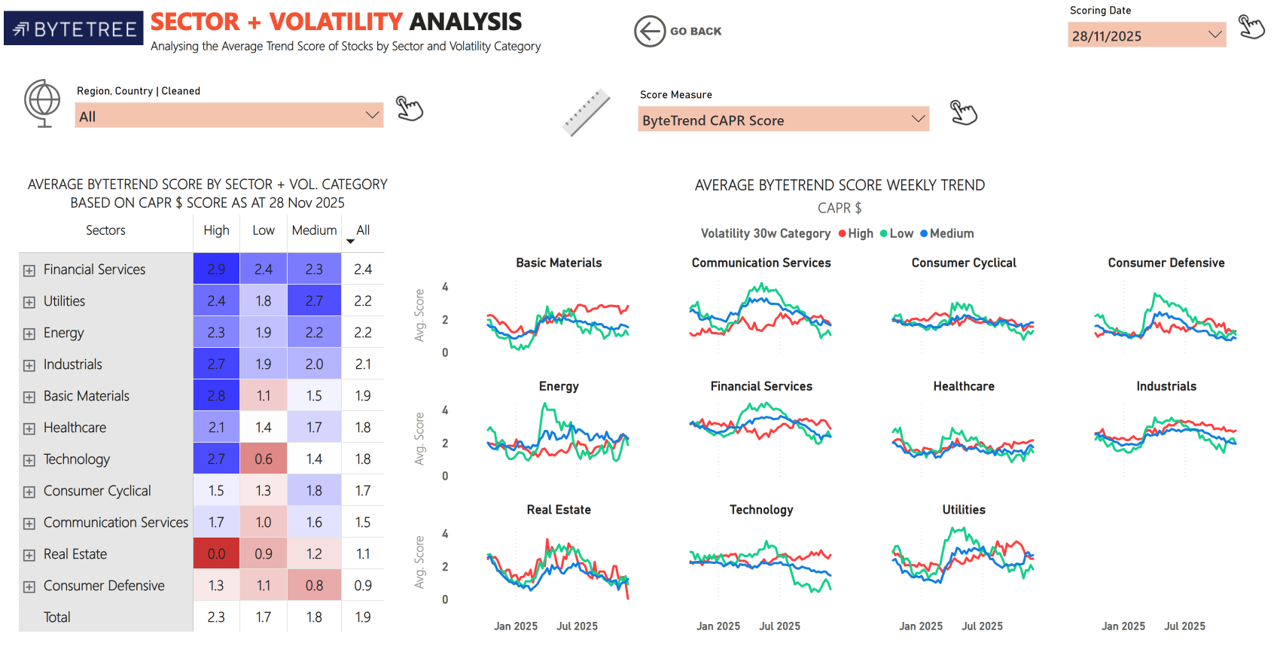 BYTETREE
SECTOR + VOLATILITY ANALYSIS
Analysing the Average Trend Score of Stocks by Sector and Volatility Category
GO BACK
Scoring Date
28/11/2025
Region, Country | Cleaned
All
Score Measure
ByteTrend CAPR Score
AVERAGE BYTETREND SCORE BY SECTOR + VOL. CATEGORY
BASED ON CAPR $ SCORE AS AT 28 Nov 2025
Sectors High Low Medium All
Financial Services 2.9 2.4 2.3 2.4
Utilities 2.4 1.8 2.7 2.2
Energy 2.3 1.9 2.2 2.2
Industrials 2.7 1.9 2.0 2.1
Basic Materials 2.8 1.1 1.5 1.9
Healthcare 2.1 1.4 1.7 1.8
Technology 2.7 0.6 1.4 1.8
Consumer Cyclical 1.5 1.3 1.8 1.7
Communication Services 1.7 1.0 1.6 1.5
Real Estate 0.0 0.9 1.2 1.1
Consumer Defensive 1.3 1.1 0.8 0.9
Total 2.3 1.7 1.8 1.9
AVERAGE BYTETREND SCORE WEEKLY TREND
CAPR $
Volatility 30w Category High Low Medium
Basic Materials Communication Services Consumer Cyclical Consumer Defensive
Avg. Score
4
2
0
Energy Financial Services Healthcare Industrials
Avg. Score
4
2
0
Real Estate Technology Utilities
Avg. Score
4
2
0
Jan 2025 Jul 2025 Jan 2025 Jul 2025 Jan 2025 Jul 2025 Jan 2025 Jul 2025